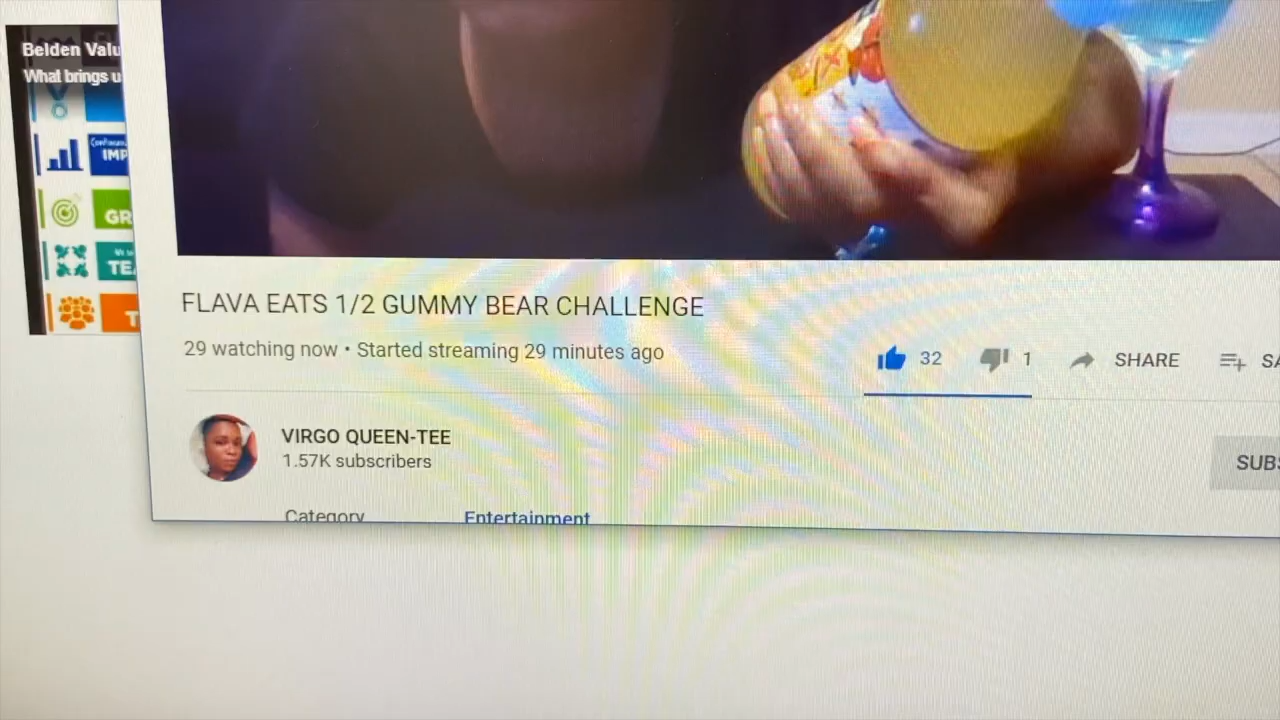 Belden Valu
What brings u
IMP
GR
TE
T
FLAVA EATS 1/2 GUMMY BEAR CHALLENGE
29 watching now • Started streaming 29 minutes ago
32
1
SHARE
SA
VIRGO QUEEN-TEE
1.57K subscribers
SUBS
Category
Entertainment